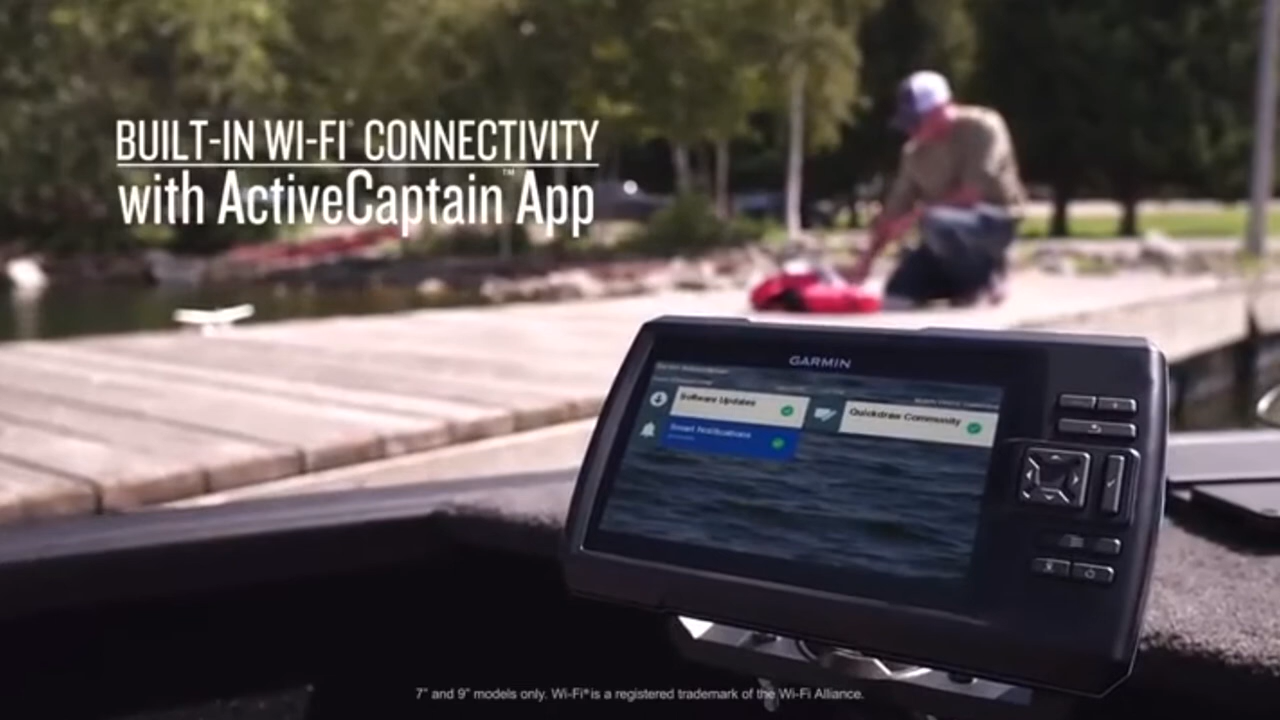 BUILT-IN WI-FI® CONNECTIVITY
with ActiveCaptain™ App
GARMIN
Software Updates
Quickdraw Community
Smart Notifications
7" and 9" models only. Wi-Fi® is a registered trademark of the Wi-Fi Alliance.